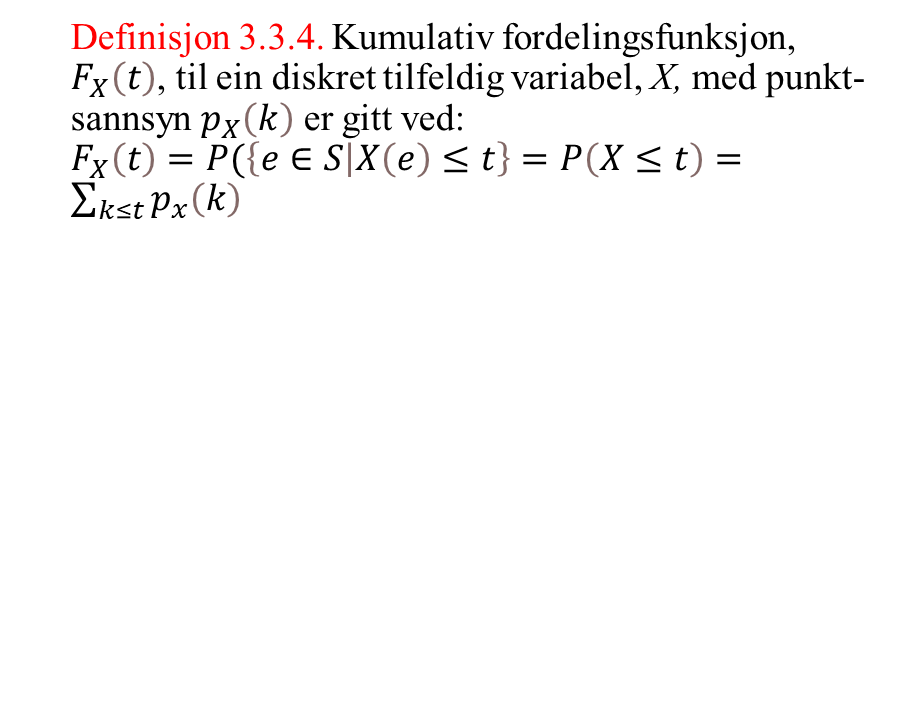 Definisjon 3.3.4. Kumulativ fordelingsfunksjon,
F_X(t), til ein diskret tilfeldig variabel, X, med punkt-
sannsyn p_X(k) er gitt ved:
F_X(t) = P({e ∈ S|X(e) ≤ t} = P(X ≤ t) =
∑_{k≤t} p_x(k)